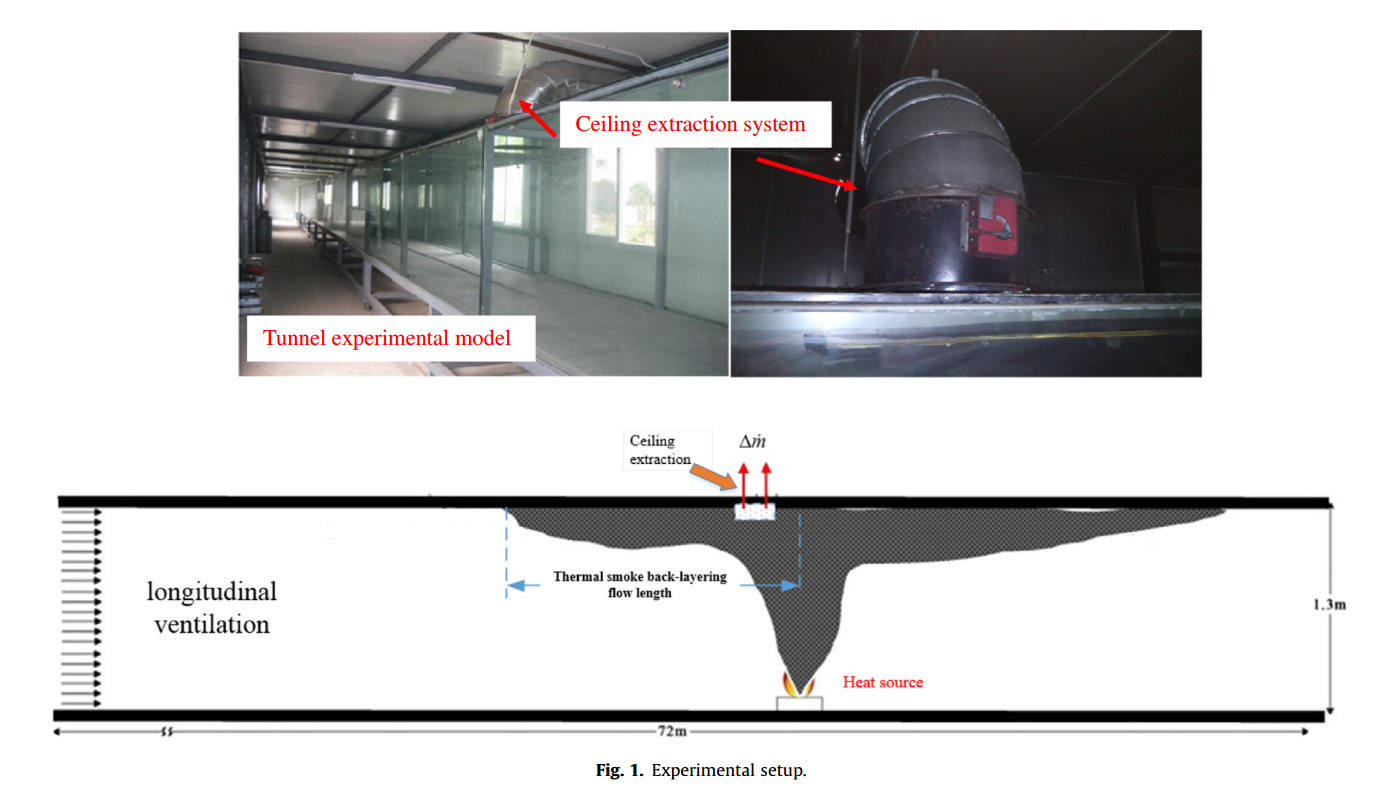 Ceiling extraction system
Tunnel experimental model
Ceiling
extraction
Δṁ
longitudinal
ventilation
Thermal smoke back-layering
flow length
1.3m
Heat source
72m
Fig. 1. Experimental setup.